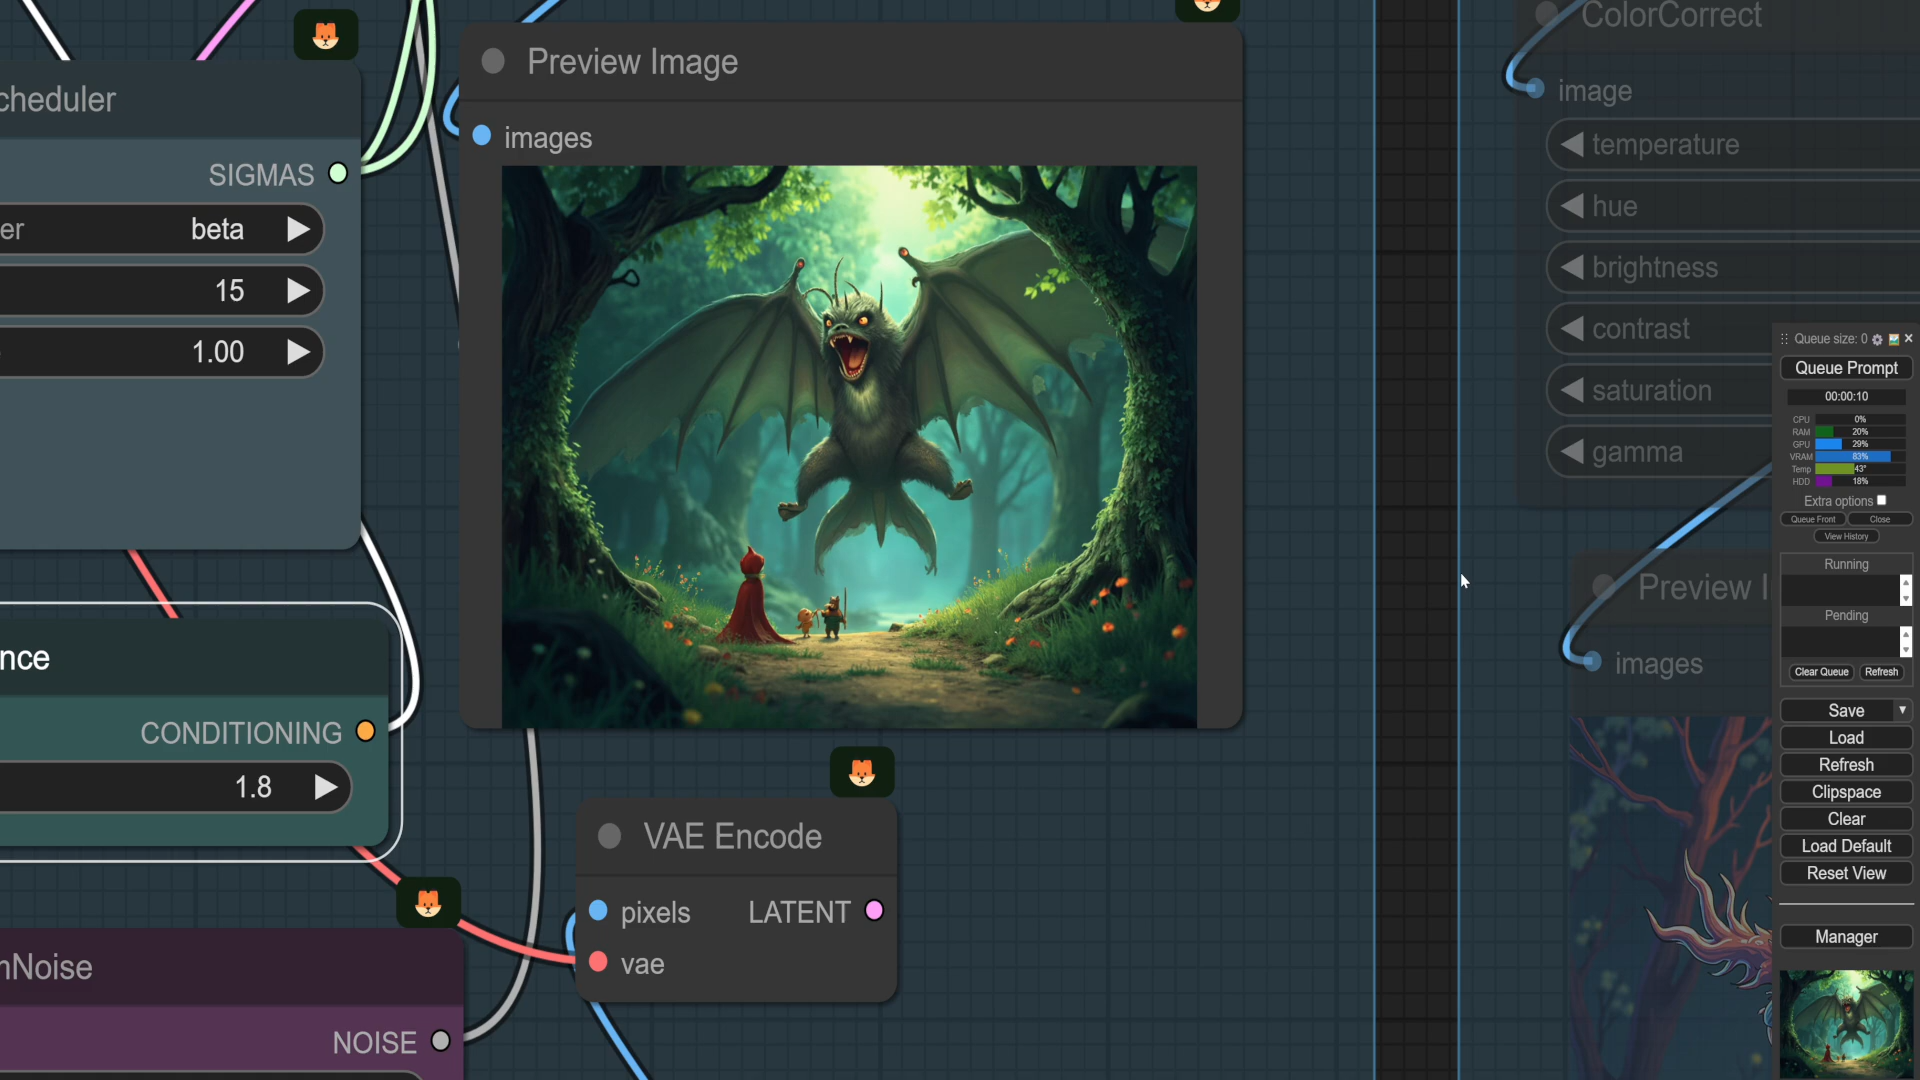 cheduler
SIGMAS
er beta
15
1.00
nce
CONDITIONING
1.8
nNoise
NOISE
Preview Image
images
VAE Encode
pixels LATENT
vae
ColorCorrect
image
temperature
hue
brightness
contrast
saturation
gamma
Preview I
images
Queue size: 0
Queue Prompt
00:00:10
CPU 0%
RAM 20%
GPU 29%
VRAM 83%
Temp 43°
HDD 18%
Extra options
Queue Front Close
View History
Running
Pending
Clear Queue Refresh
Save
Load
Refresh
Clipspace
Clear
Load Default
Reset View
Manager